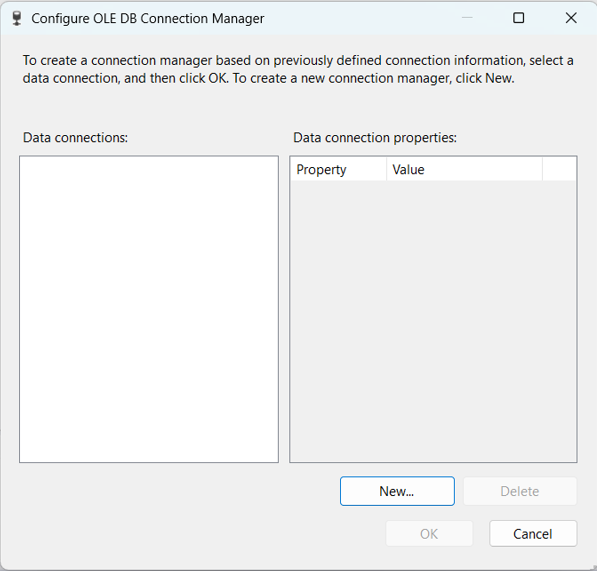 Configure OLE DB Connection Manager
To create a connection manager based on previously defined connection information, select a
data connection, and then click OK. To create a new connection manager, click New.
Data connections:
Data connection properties:
Property
Value
New...
Delete
OK
Cancel